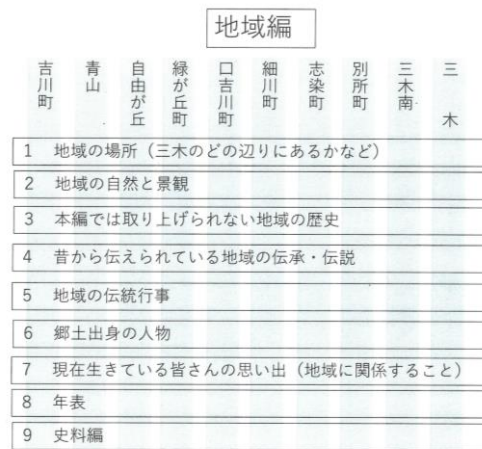 地域編
三木
三木南
別所町
志染町
細川町
口吉川町
緑が丘町
自由が丘
青山
吉川町
1 地域の場所（三木のどの辺りにあるかなど）
2 地域の自然と景観
3 本編では取り上げられない地域の歴史
4 昔から伝えられている地域の伝承・伝説
5 地域の伝統行事
6 郷土出身の人物
7 現在生きている皆さんの思い出（地域に関係すること）
8 年表
9 史料編